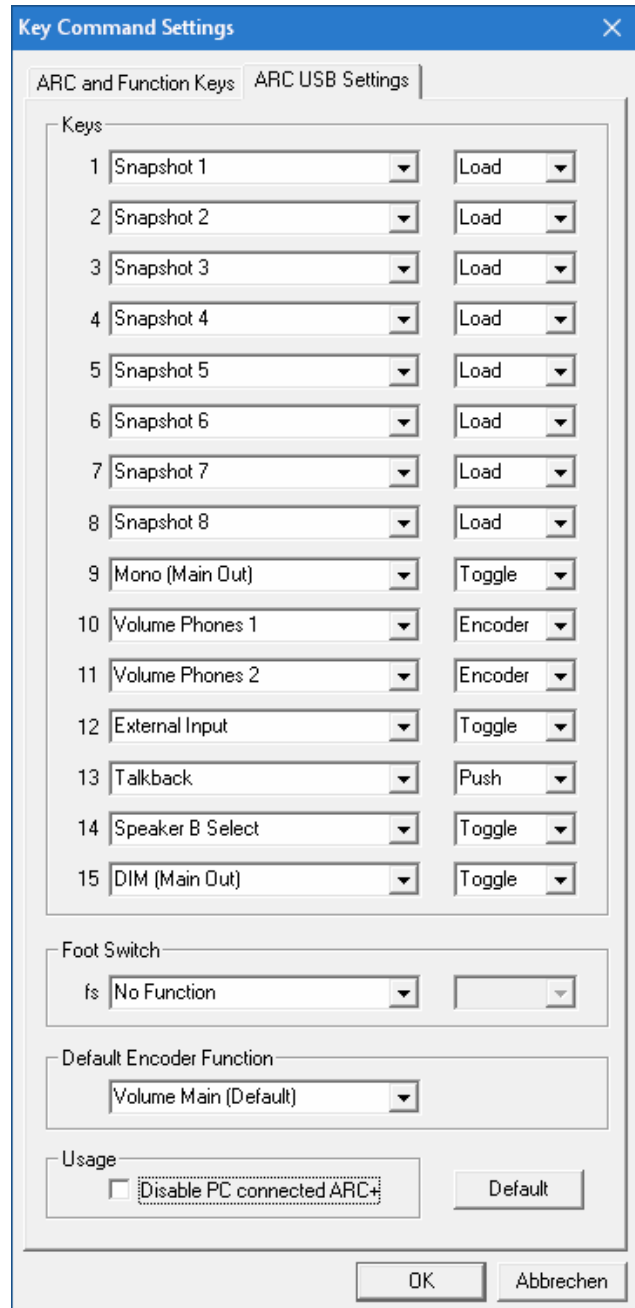 Key Command Settings
ARC and Function Keys ARC USB Settings
Keys
1 Snapshot 1 Load
2 Snapshot 2 Load
3 Snapshot 3 Load
4 Snapshot 4 Load
5 Snapshot 5 Load
6 Snapshot 6 Load
7 Snapshot 7 Load
8 Snapshot 8 Load
9 Mono (Main Out) Toggle
10 Volume Phones 1 Encoder
11 Volume Phones 2 Encoder
12 External Input Toggle
13 Talkback Push
14 Speaker B Select Toggle
15 DIM (Main Out) Toggle
Foot Switch
fs No Function
Default Encoder Function
Volume Main (Default)
Usage
Disable PC connected ARC+ Default
OK Abbrechen